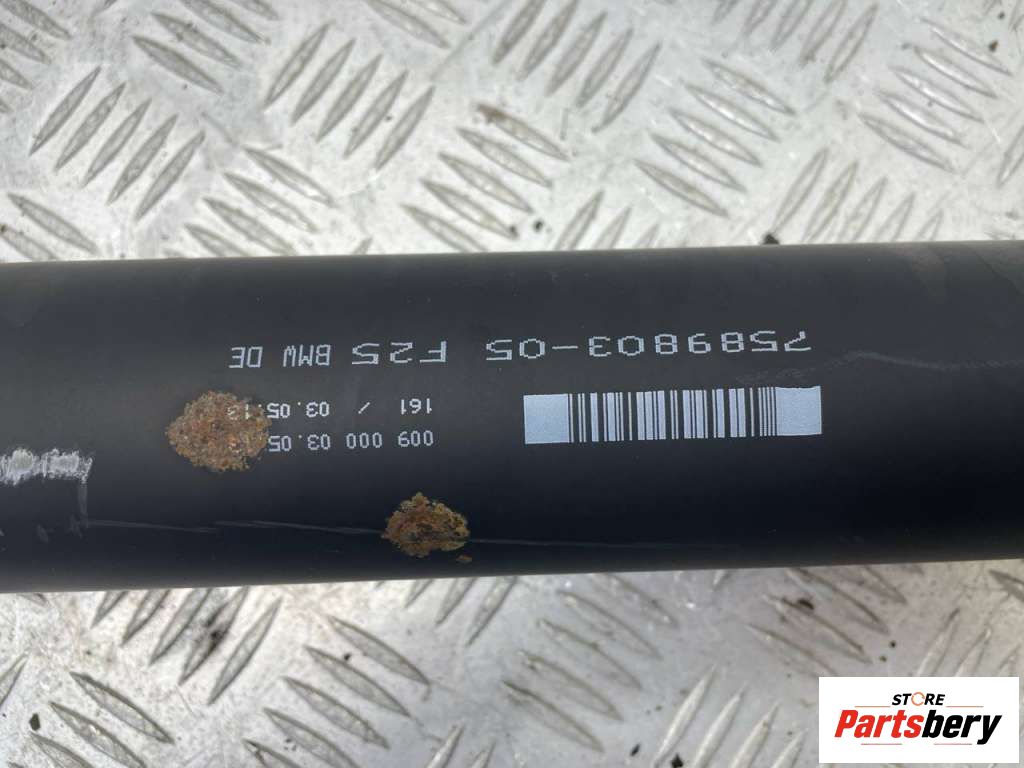 009 000 03.05
161 / 03.05.13
7589803-05 F25 BMW DE
STORE
Partsbery